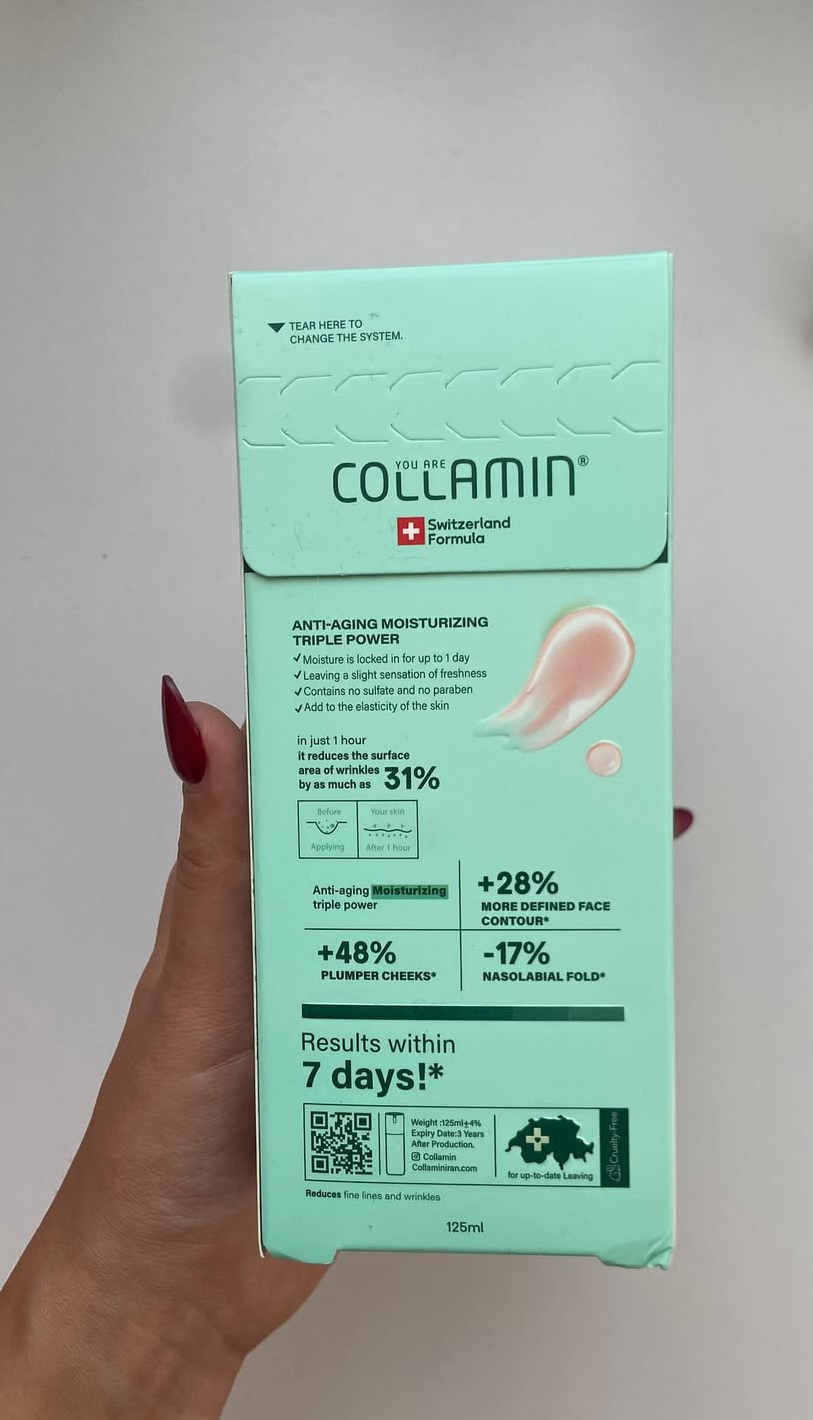 TEAR HERE TO
CHANGE THE SYSTEM.
YOU ARE
COLLAMIN®
Switzerland
Formula
ANTI-AGING MOISTURIZING
TRIPLE POWER
✓ Moisture is locked in for up to 1 day
✓ Leaving a slight sensation of freshness
✓ Contains no sulfate and no paraben
✓ Add to the elasticity of the skin
in just 1 hour
it reduces the surface
area of wrinkles
by as much as 31%
Before
Applying
Your skin
After 1 hour
Anti-aging Moisturizing
triple power
+28%
MORE DEFINED FACE
CONTOUR*
+48%
PLUMPER CHEEKS*
-17%
NASOLABIAL FOLD*
Results within
7 days!*
Weight :125ml±4%
Expiry Date:3 Years
After Production.
Collamin
Collaminiran.com
for up-to-date Leaving
Cruelty-Free
Reduces fine lines and wrinkles
125ml